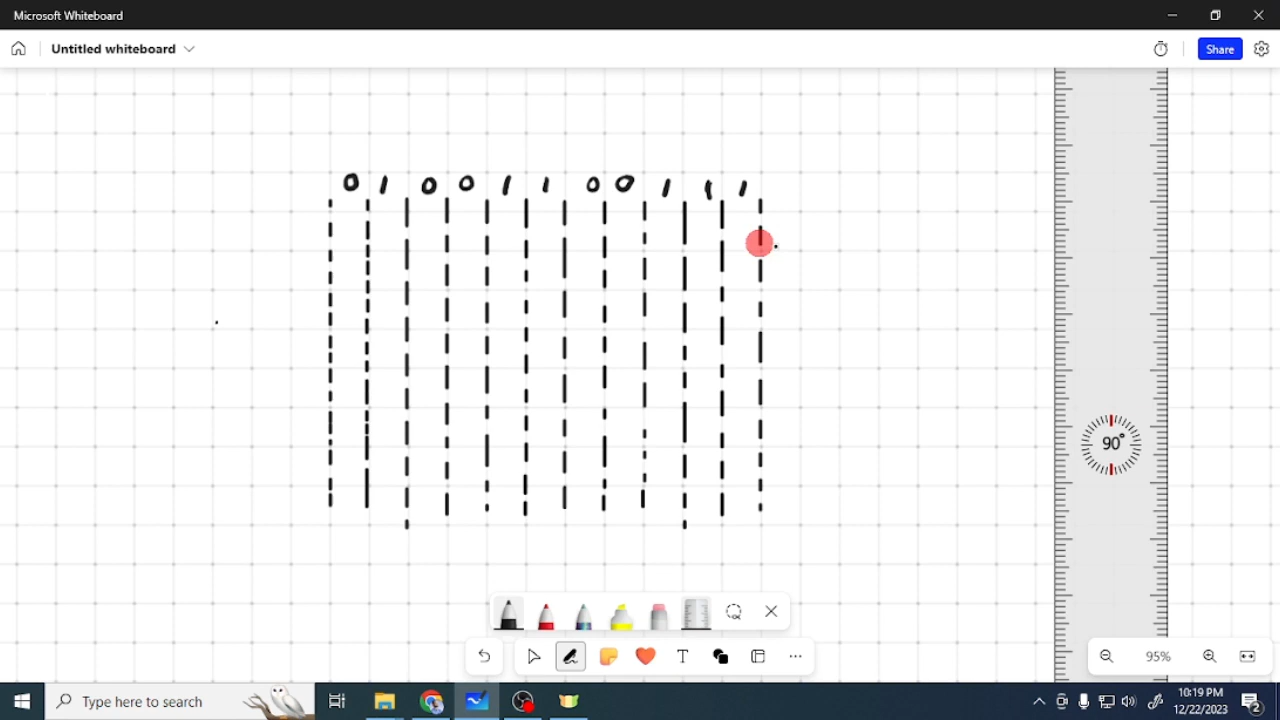 Microsoft Whiteboard
Untitled whiteboard
Share
0 1 0 0 1 1 0 0 1 1 1
90°
T
95%
Type here to search
10:19 PM
12/22/2023
2